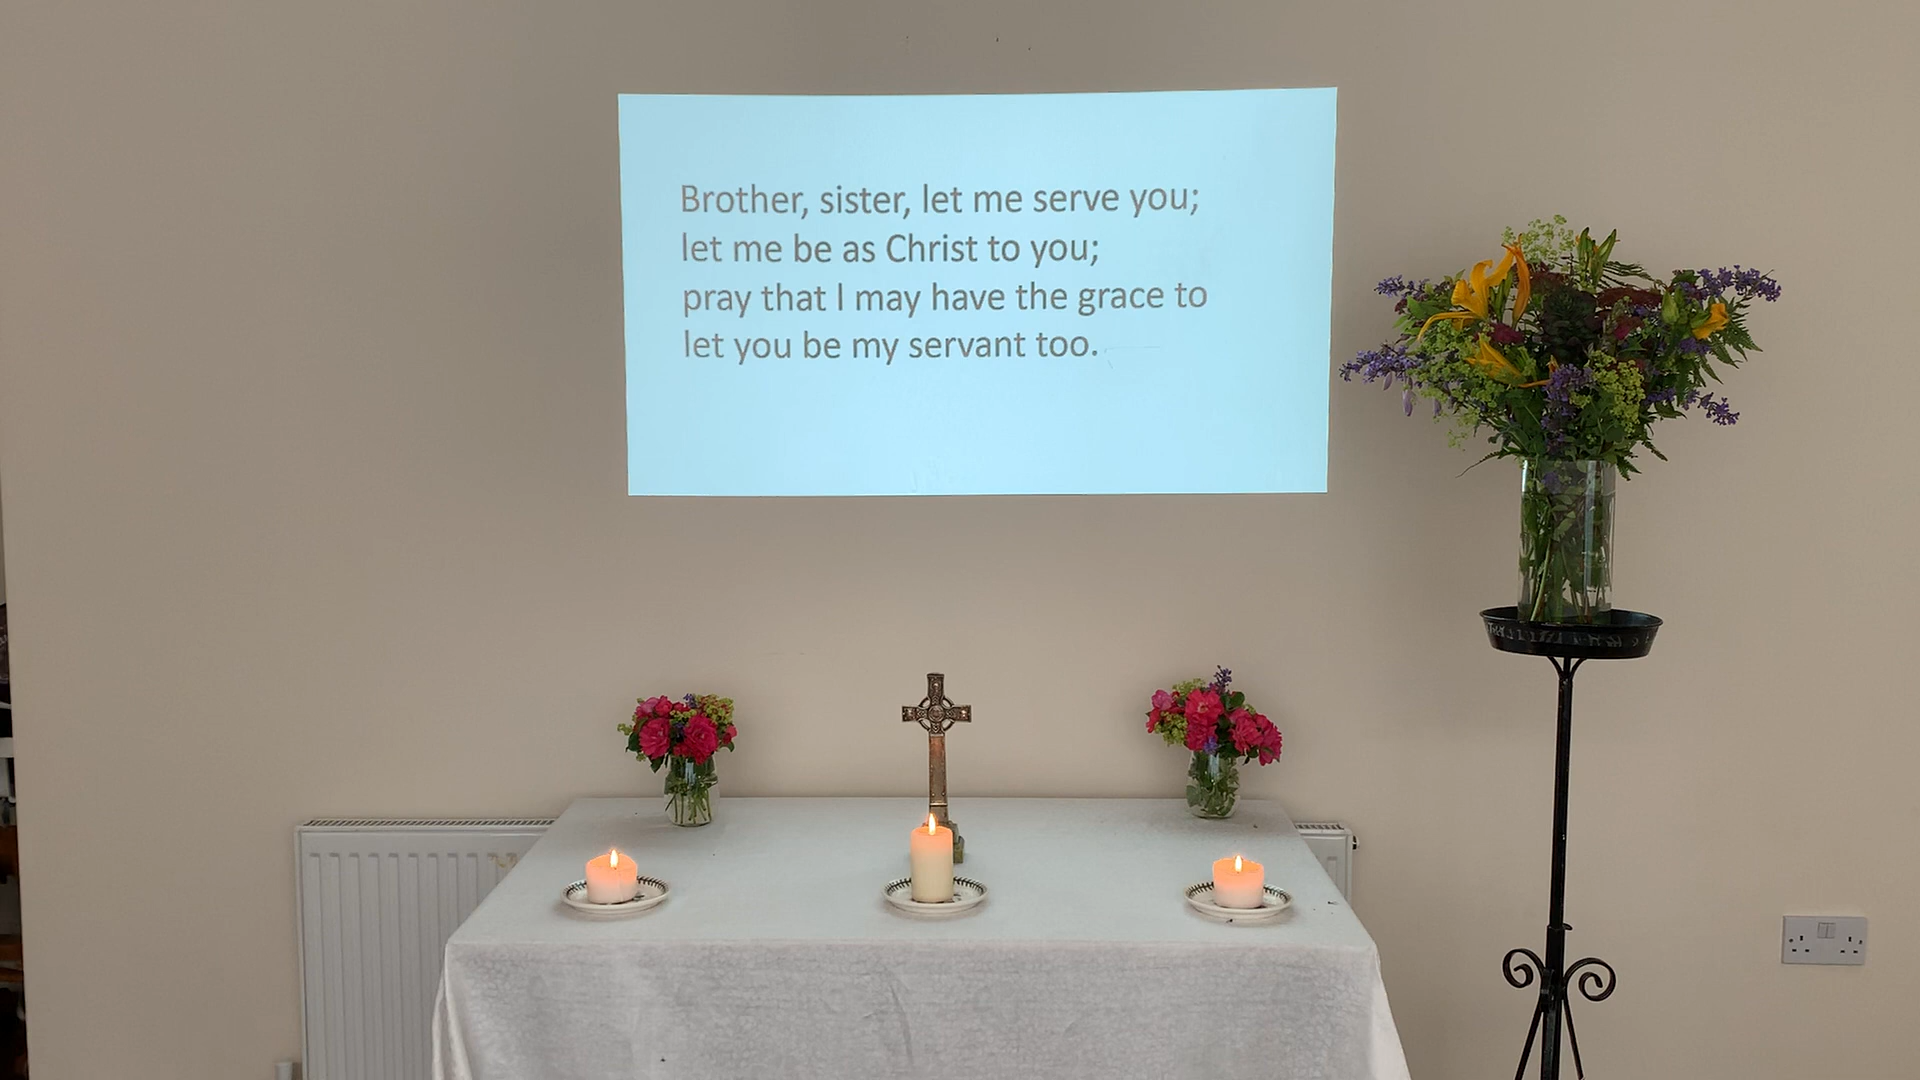 Brother, sister, let me serve you;
let me be as Christ to you;
pray that I may have the grace to
let you be my servant too.